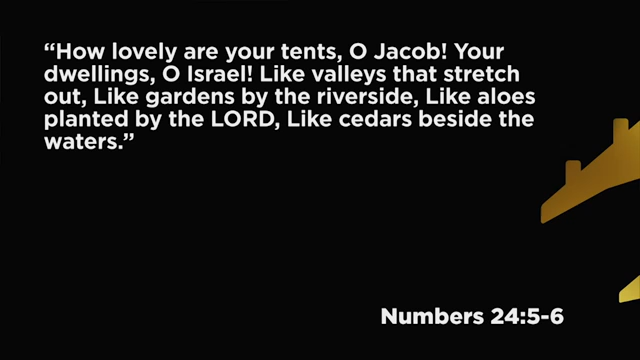 “How lovely are your tents, O Jacob! Your
dwellings, O Israel! Like valleys that stretch
out, Like gardens by the riverside, Like aloes
planted by the LORD, Like cedars beside the
waters.”
Numbers 24:5-6